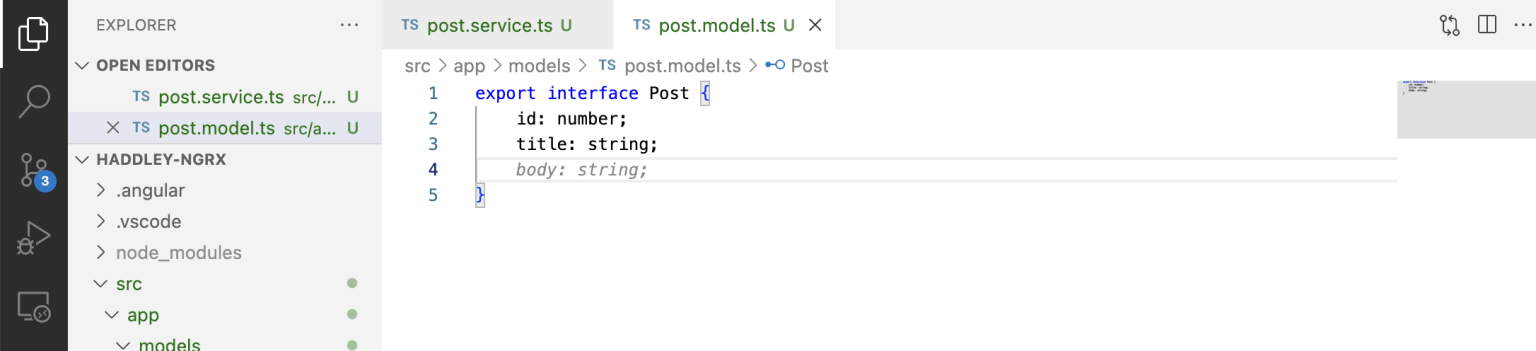 EXPLORER
OPEN EDITORS
TS post.service.ts src/... U
TS post.model.ts src/a... U
HADDLEY-NGRX
.angular
.vscode
node_modules
src
app
models
3
TS post.service.ts U
TS post.model.ts U
src > app > models > TS post.model.ts > Post
1 export interface Post {
2 id: number;
3 title: string;
4 body: string;
5 }